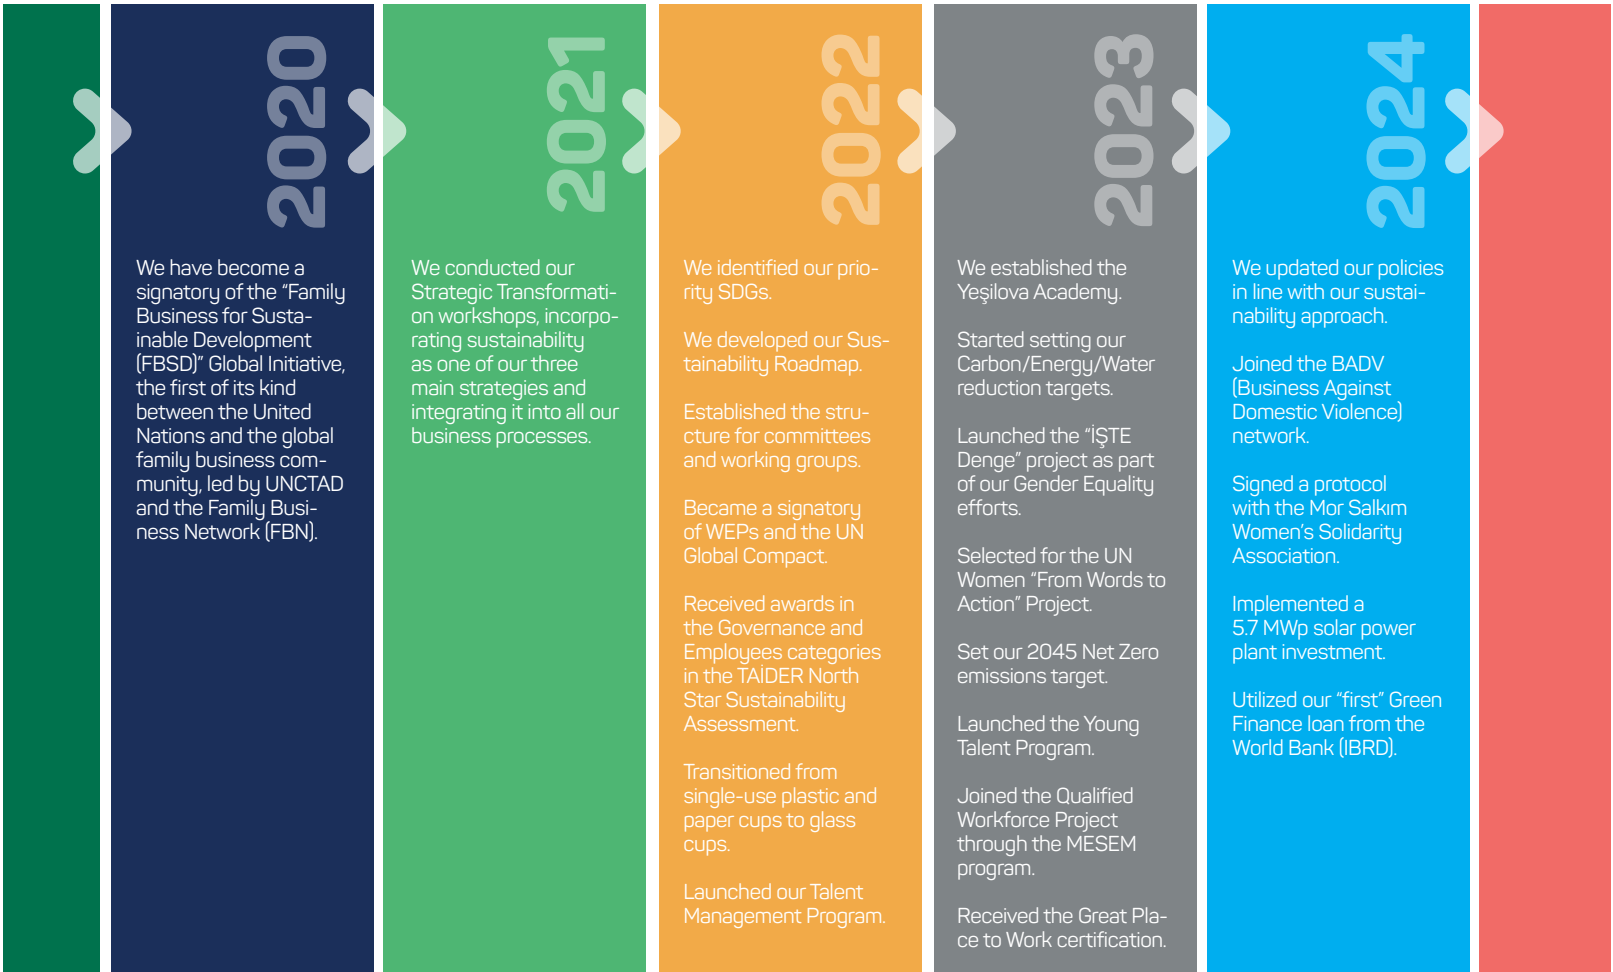 2020
We have become a
signatory of the “Family
Business for Susta-
inable Development
(FBSD)” Global Initiative,
the first of its kind
between the United
Nations and the global
family business com-
munity, led by UNCTAD
and the Family Busi-
ness Network (FBN).
2021
We conducted our
Strategic Transformati-
on workshops, incorpo-
rating sustainability
as one of our three
main strategies and
integrating it into all our
business processes.
2022
We identified our prio-
rity SDGs.
We developed our Sus-
tainability Roadmap.
Established the stru-
cture for committees
and working groups.
Became a signatory
of WEPs and the UN
Global Compact.
Received awards in
the Governance and
Employees categories
in the TAİDER North
Star Sustainability
Assessment.
Transitioned from
single-use plastic and
paper cups to glass
cups.
Launched our Talent
Management Program.
2023
We established the
Yeşilova Academy.
Started setting our
Carbon/Energy/Water
reduction targets.
Launched the “İŞTE
Denge” project as part
of our Gender Equality
efforts.
Selected for the UN
Women “From Words to
Action” Project.
Set our 2045 Net Zero
emissions target.
Launched the Young
Talent Program.
Joined the Qualified
Workforce Project
through the MESEM
program.
Received the Great Pla-
ce to Work certification.
2024
We updated our policies
in line with our sustai-
nability approach.
Joined the BADV
(Business Against
Domestic Violence)
network.
Signed a protocol
with the Mor Salkım
Women’s Solidarity
Association.
Implemented a
5.7 MWp solar power
plant investment.
Utilized our “first” Green
Finance loan from the
World Bank (IBRD).